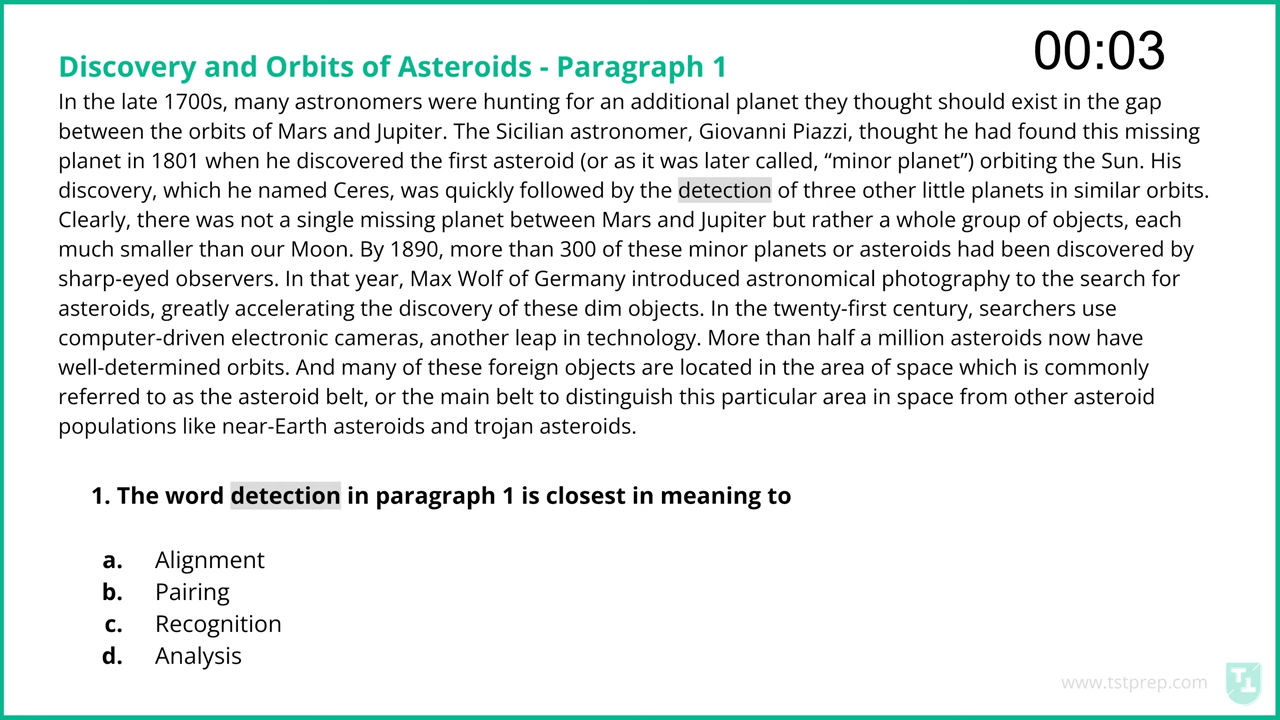 00:03
Discovery and Orbits of Asteroids - Paragraph 1
In the late 1700s, many astronomers were hunting for an additional planet they thought should exist in the gap
between the orbits of Mars and Jupiter. The Sicilian astronomer, Giovanni Piazzi, thought he had found this missing
planet in 1801 when he discovered the first asteroid (or as it was later called, “minor planet”) orbiting the Sun. His
discovery, which he named Ceres, was quickly followed by the detection of three other little planets in similar orbits.
Clearly, there was not a single missing planet between Mars and Jupiter but rather a whole group of objects, each
much smaller than our Moon. By 1890, more than 300 of these minor planets or asteroids had been discovered by
sharp-eyed observers. In that year, Max Wolf of Germany introduced astronomical photography to the search for
asteroids, greatly accelerating the discovery of these dim objects. In the twenty-first century, searchers use
computer-driven electronic cameras, another leap in technology. More than half a million asteroids now have
well-determined orbits. And many of these foreign objects are located in the area of space which is commonly
referred to as the asteroid belt, or the main belt to distinguish this particular area in space from other asteroid
populations like near-Earth asteroids and trojan asteroids.
1. The word detection in paragraph 1 is closest in meaning to
a. Alignment
b. Pairing
c. Recognition
d. Analysis
www.tstprep.com